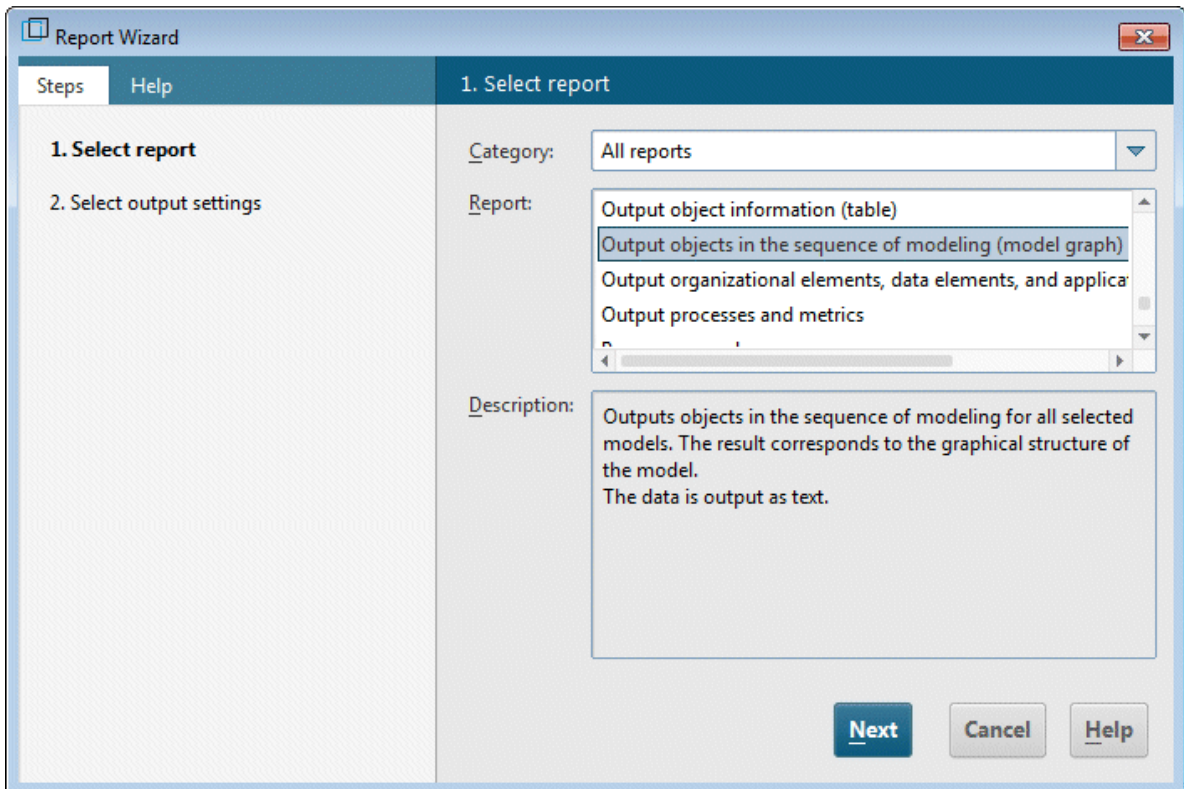 Report Wizard
Steps Help
1. Select report
2. Select output settings
1. Select report
Category: All reports
Report:
Output object information (table)
Output objects in the sequence of modeling (model graph)
Output organizational elements, data elements, and applica
Output processes and metrics
Description:
Outputs objects in the sequence of modeling for all selected
models. The result corresponds to the graphical structure of
the model.
The data is output as text.
Next Cancel Help